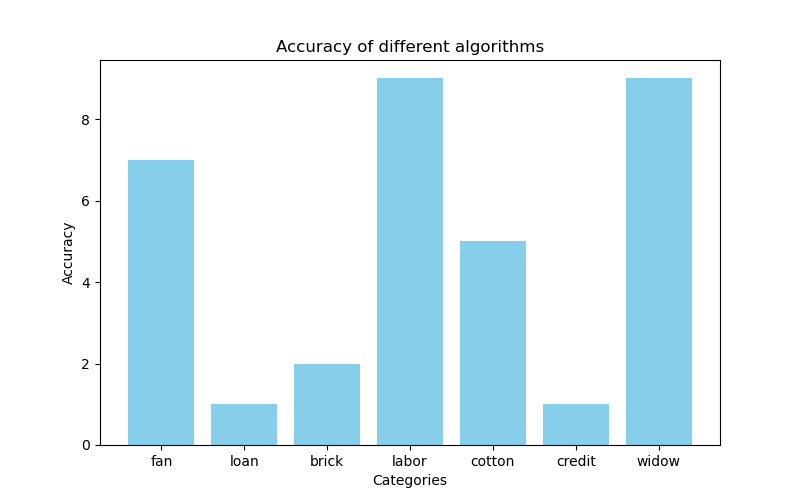 Accuracy of different algorithms
Accuracy
8
6
4
2
0
fan loan brick labor cotton credit widow
Categories